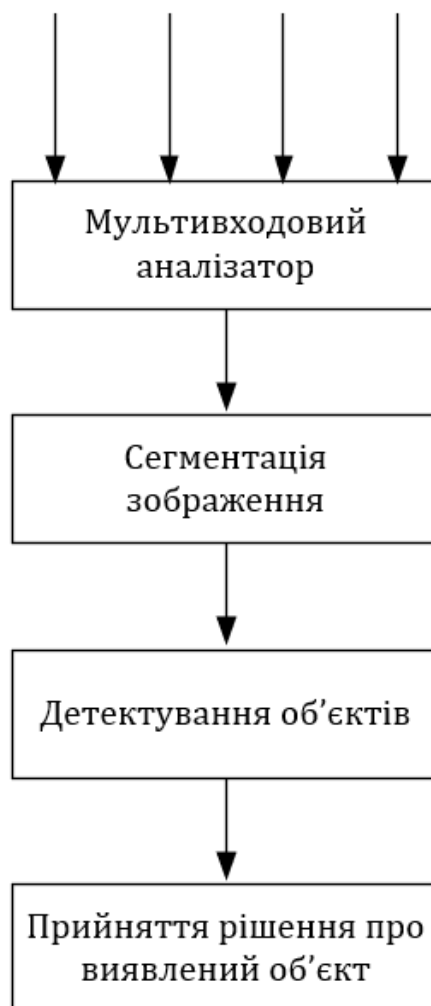 Мультивходовий
аналізатор
Сегментація
зображення
Детектування об’єктів
Прийняття рішення про
виявлений об’єкт